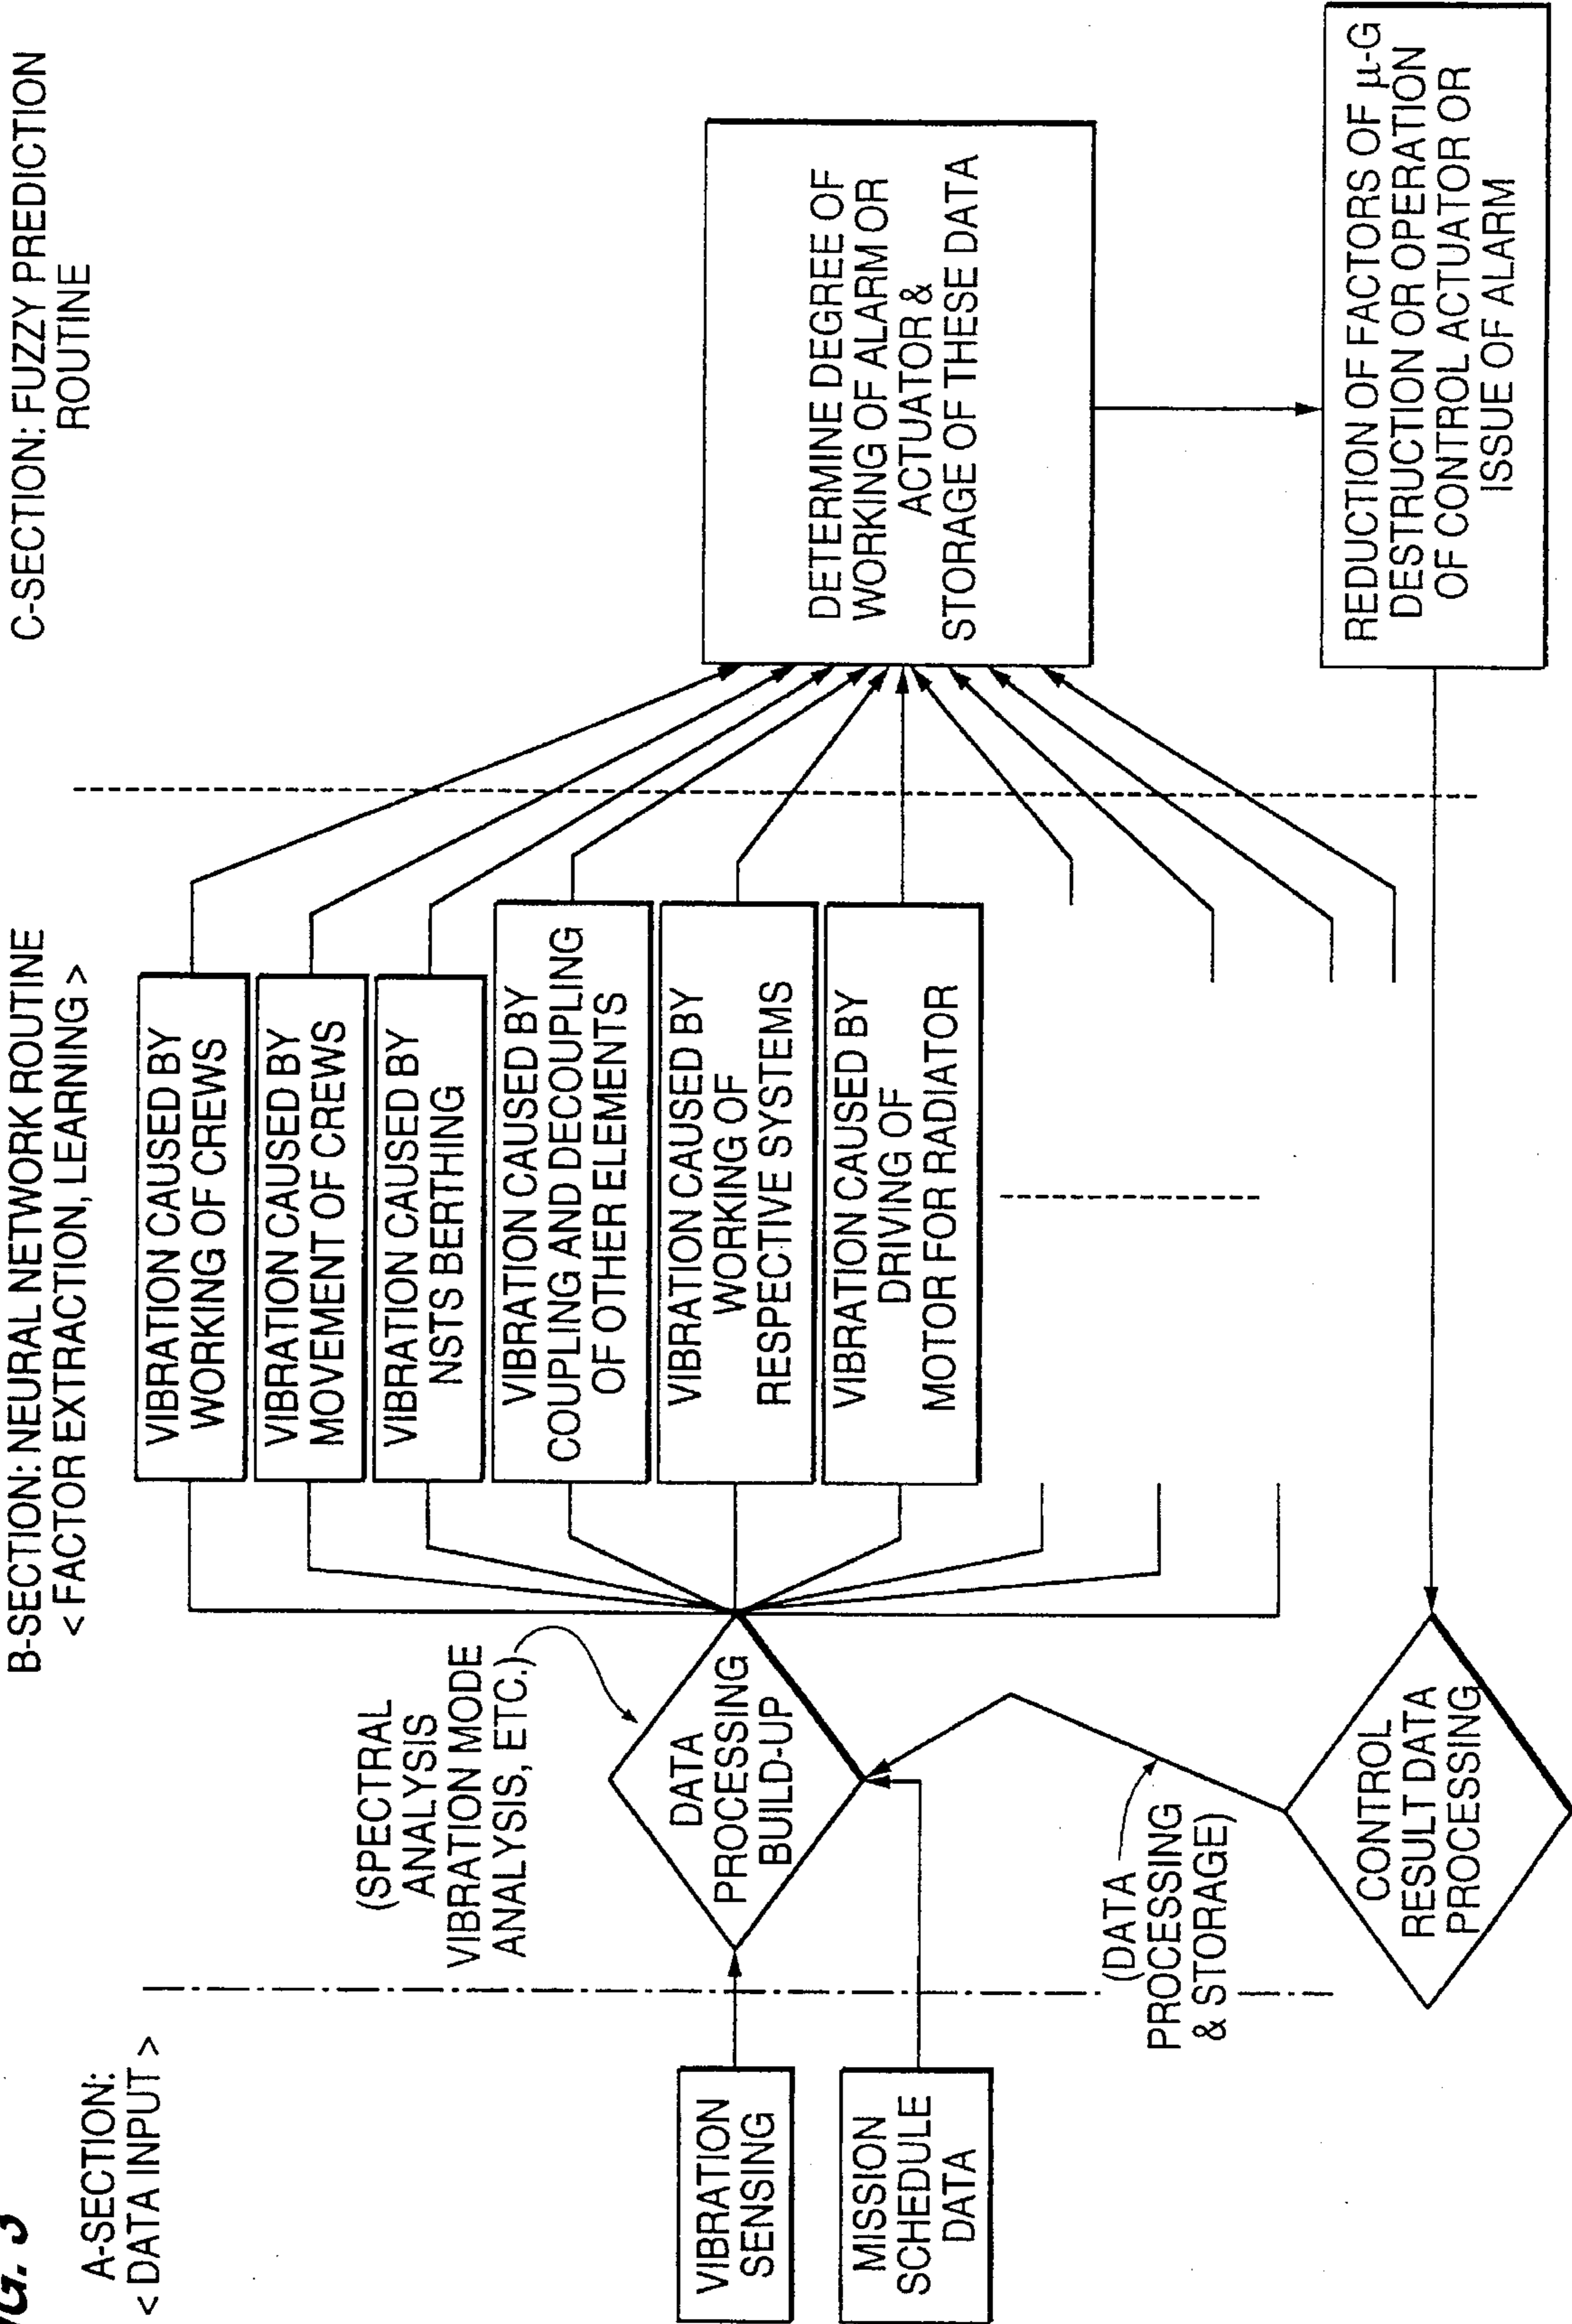 FIG. 3
A-SECTION:
< DATA INPUT >
VIBRATION
SENSING
MISSION
SCHEDULE
DATA
B-SECTION: NEURAL NETWORK ROUTINE
< FACTOR EXTRACTION, LEARNING >
(SPECTRAL
ANALYSIS
VIBRATION MODE
ANALYSIS, ETC.)
DATA
PROCESSING
BUILD-UP
(DATA
PROCESSING
& STORAGE)
CONTROL
RESULT DATA
PROCESSING
VIBRATION CAUSED BY
WORKING OF CREWS
VIBRATION CAUSED BY
MOVEMENT OF CREWS
VIBRATION CAUSED BY
NSTS BERTHING
VIBRATION CAUSED BY
COUPLING AND DECOUPLING
OF OTHER ELEMENTS
VIBRATION CAUSED BY
WORKING OF
RESPECTIVE SYSTEMS
VIBRATION CAUSED BY
DRIVING OF
MOTOR FOR RADIATOR
C-SECTION: FUZZY PREDICTION
ROUTINE
DETERMINE DEGREE OF
WORKING OF ALARM OR
ACTUATOR &
STORAGE OF THESE DATA
REDUCTION OF FACTORS OF μ-G
DESTRUCTION OR OPERATION
OF CONTROL ACTUATOR OR
ISSUE OF ALARM